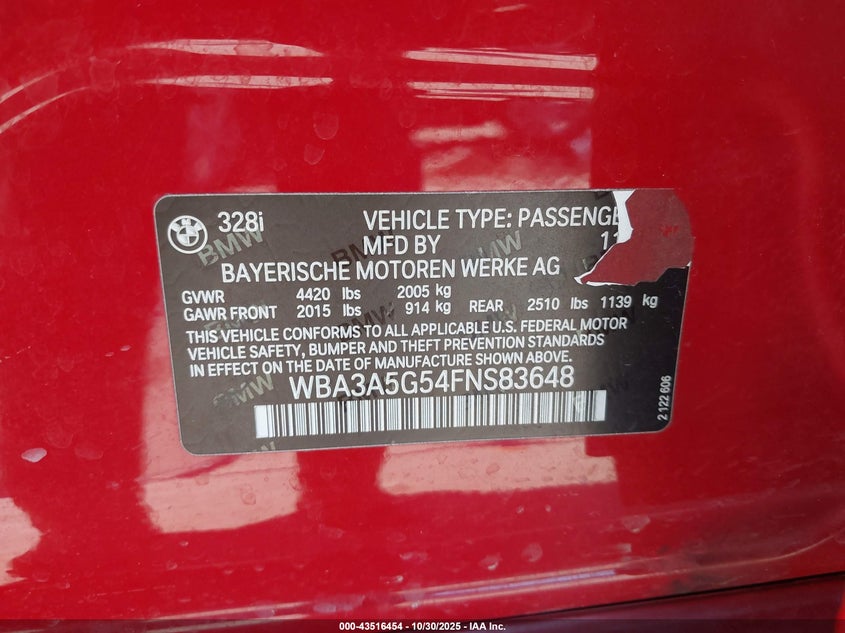 BMW 328i VEHICLE TYPE: PASSENGE
MFD BY 11
BAYERISCHE MOTOREN WERKE AG
GVWR 4420 lbs 2005 kg
GAWR FRONT 2015 lbs 914 kg REAR 2510 lbs 1139 kg
THIS VEHICLE CONFORMS TO ALL APPLICABLE U.S. FEDERAL MOTOR
VEHICLE SAFETY, BUMPER AND THEFT PREVENTION STANDARDS
IN EFFECT ON THE DATE OF MANUFACTURE SHOWN ABOVE.
WBA3A5G54FNS83648
2 122 606
000-43516454 - 10/30/2025 - IAA Inc.